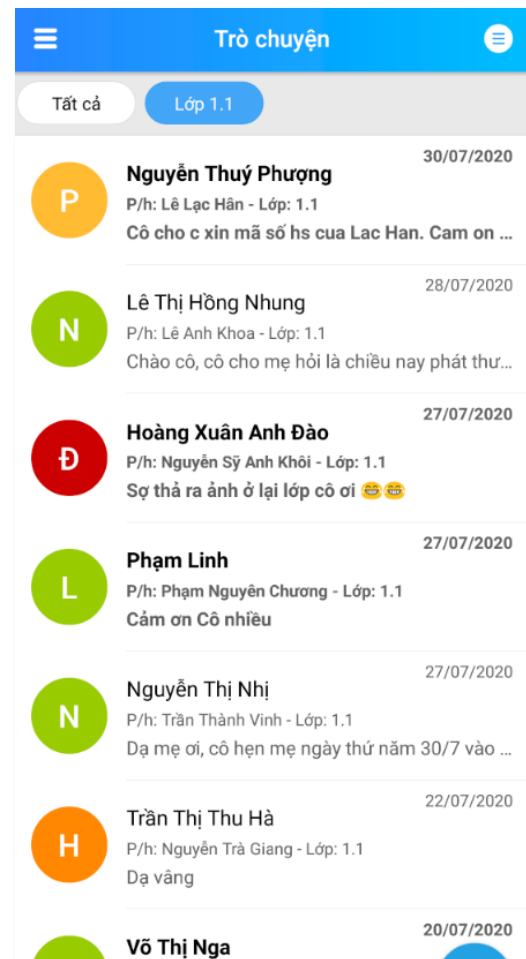 Trò chuyện
Tất cả
Lớp 1.1
30/07/2020
P
Nguyễn Thuý Phượng
P/h: Lê Lạc Hân - Lớp: 1.1
Cô cho c xin mã số hs cua Lac Han. Cam on ...
28/07/2020
N
Lê Thị Hồng Nhung
P/h: Lê Anh Khoa - Lớp: 1.1
Chào cô, cô cho mẹ hỏi là chiều nay phát thư...
27/07/2020
Đ
Hoàng Xuân Anh Đào
P/h: Nguyễn Sỹ Anh Khôi - Lớp: 1.1
Sợ thả ra ảnh ở lại lớp cô ơi 😂😂
27/07/2020
L
Phạm Linh
P/h: Phạm Nguyên Chương - Lớp: 1.1
Cảm ơn Cô nhiều
27/07/2020
N
Nguyễn Thị Nhị
P/h: Trần Thành Vinh - Lớp: 1.1
Dạ mẹ ơi, cô hẹn mẹ ngày thứ năm 30/7 vào ...
22/07/2020
H
Trần Thị Thu Hà
P/h: Nguyễn Trà Giang - Lớp: 1.1
Dạ vâng
20/07/2020
Võ Thị Nga